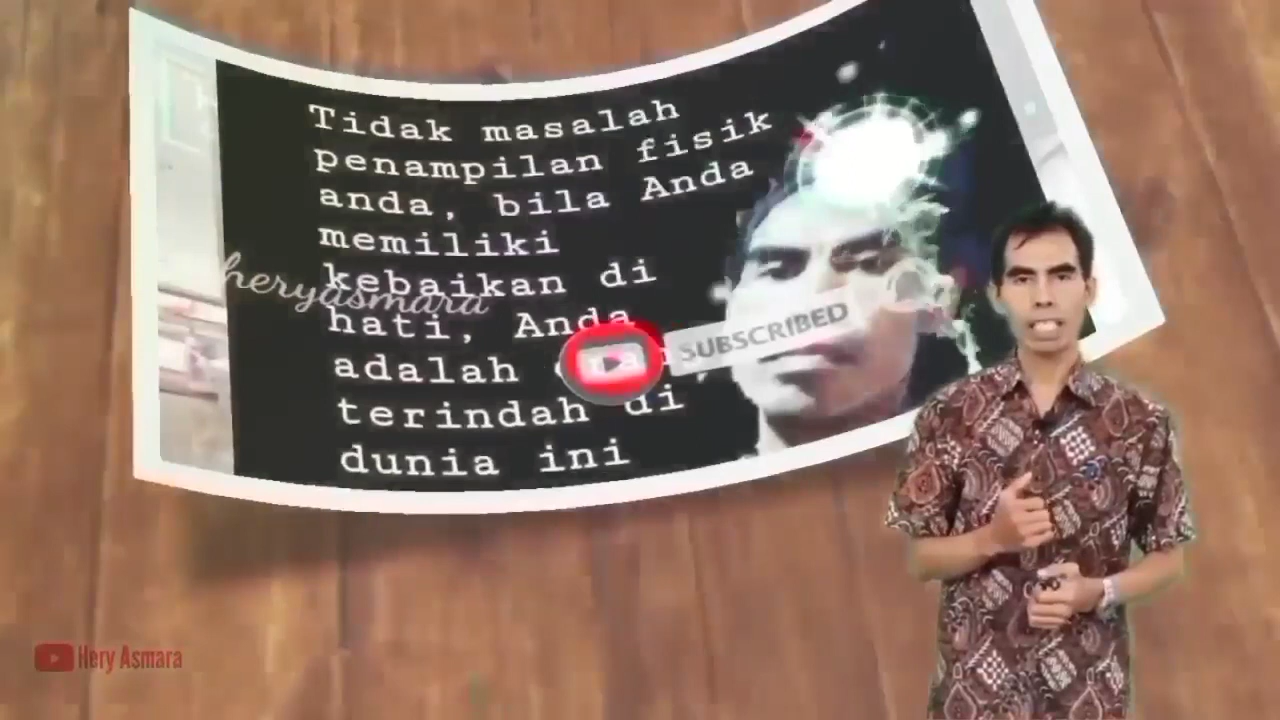 Tidak masalah
penampilan fisik
anda, bila Anda
memiliki
kebaikan di
heryasmara
hati, Anda
SUBSCRIBED
adalah
terindah di
dunia ini
Hery Asmara